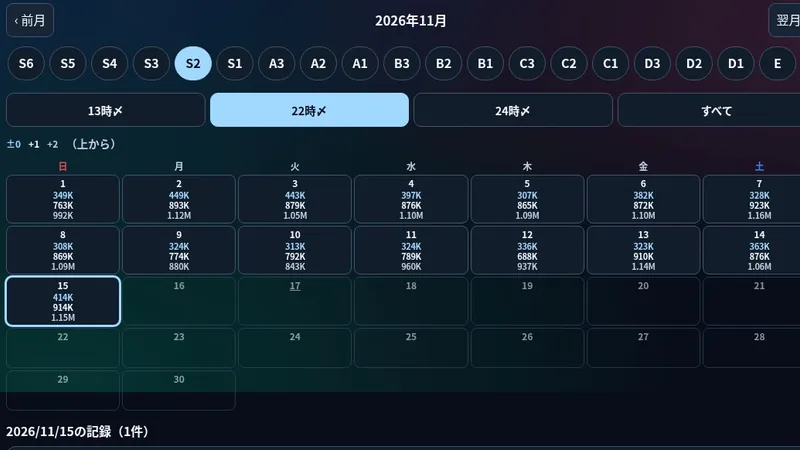 ‹ 前月 2026年11月 翌月
S6 S5 S4 S3 S2 S1 A3 A2 A1 B3 B2 B1 C3 C2 C1 D3 D2 D1 E
13時〆 22時〆 24時〆 すべて
±0 +1 +2 （上から）
日 月 火 水 木 金 土
1 2 3 4 5 6 7
349K 449K 443K 397K 307K 382K 328K
763K 893K 879K 876K 865K 872K 923K
992K 1.12M 1.05M 1.10M 1.09M 1.10M 1.16M
8 9 10 11 12 13 14
308K 324K 313K 324K 336K 323K 363K
869K 774K 792K 789K 688K 910K 876K
1.09M 880K 843K 960K 937K 1.14M 1.06M
15 16 17 18 19 20 21
414K
914K
1.15M
22 23 24 25 26 27 28
29 30
2026/11/15の記録（1件）